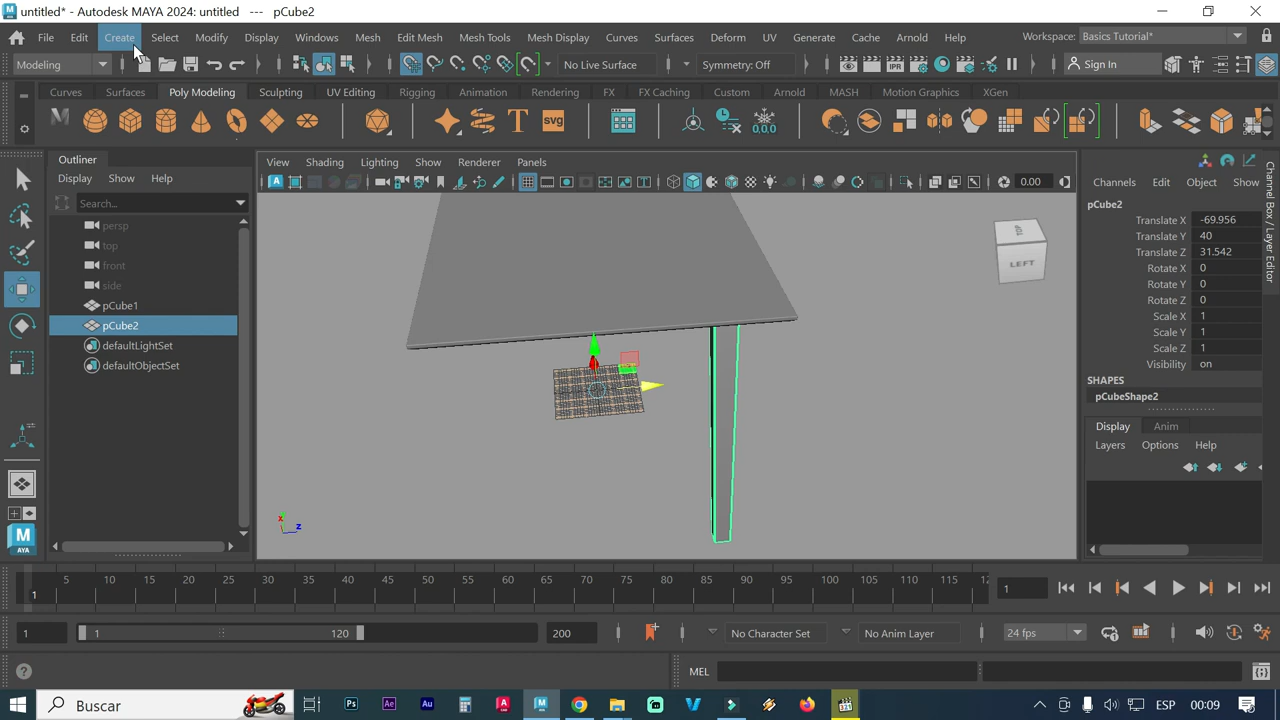 untitled* - Autodesk MAYA 2024: untitled --- pCube2
File Edit Create Select Modify Display Windows Mesh Edit Mesh Mesh Tools Mesh Display Curves Surfaces Deform UV Generate Cache Arnold Help Workspace: Basics Tutorial*
Modeling No Live Surface Symmetry: Off Sign In
Curves Surfaces Poly Modeling Sculpting UV Editing Rigging Animation Rendering FX FX Caching Custom Arnold MASH Motion Graphics XGen
Outliner
Display Show Help
Search...
persp
top
front
side
pCube1
pCube2
defaultLightSet
defaultObjectSet
View Shading Lighting Show Renderer Panels
0.00
LEFT
x
z
Channels Edit Object Show
pCube2
Translate X -69.956
Translate Y 40
Translate Z 31.542
Rotate X 0
Rotate Y 0
Rotate Z 0
Scale X 1
Scale Y 1
Scale Z 1
Visibility on
SHAPES
pCubeShape2
Display Anim
Layers Options Help
Channel Box / Layer Editor
5 10 15 20 25 30 35 40 45 50 55 60 65 70 75 80 85 90 95 100 105 110 115 12
1
1
1 1 120 200 No Character Set No Anim Layer 24 fps
MEL
Buscar
ESP 00:09